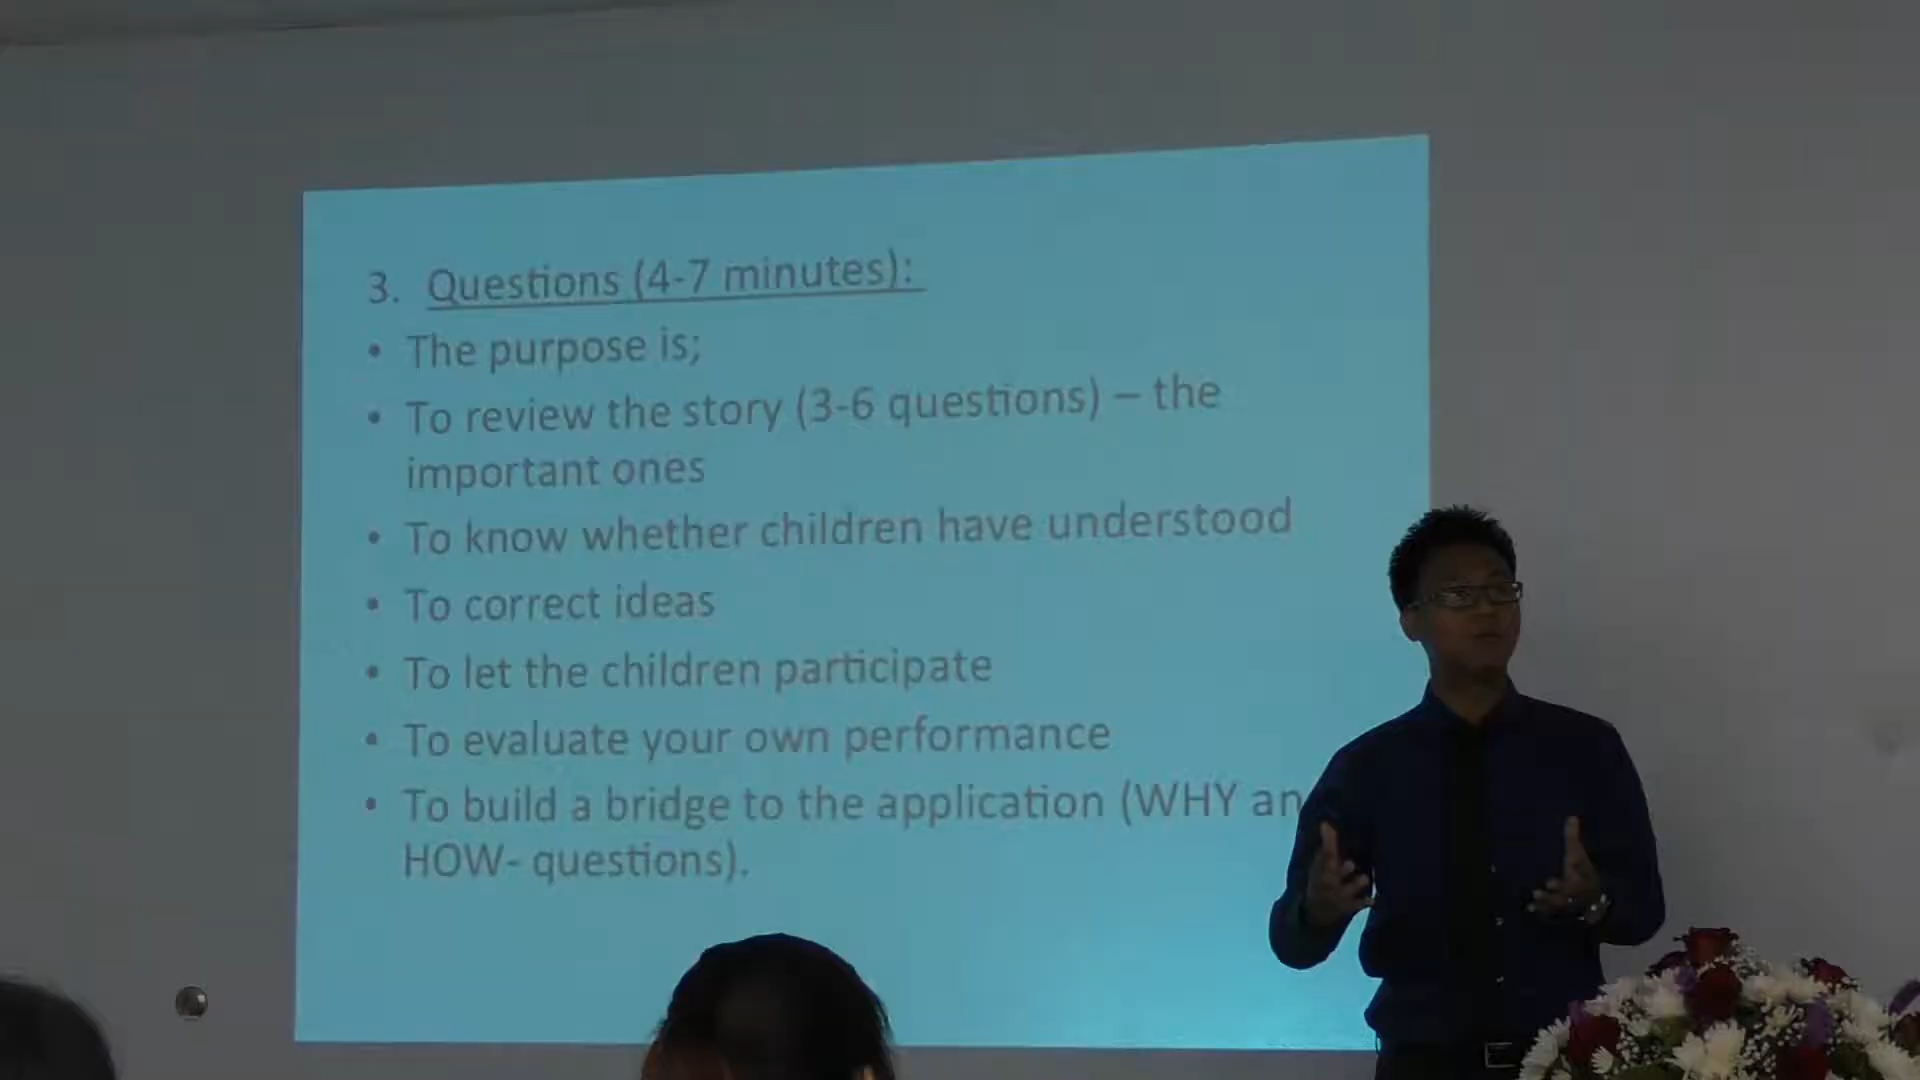 3. Questions (4-7 minutes):
• The purpose is;
• To review the story (3-6 questions) – the
important ones
• To know whether children have understood
• To correct ideas
• To let the children participate
• To evaluate your own performance
• To build a bridge to the application (WHY an
HOW- questions).